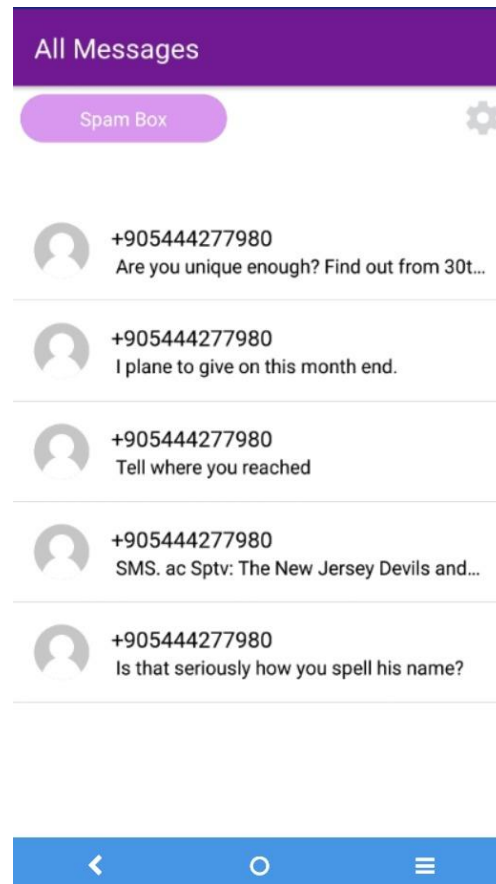 All Messages
Spam Box
+905444277980
Are you unique enough? Find out from 30t...
+905444277980
I plane to give on this month end.
+905444277980
Tell where you reached
+905444277980
SMS. ac Sptv: The New Jersey Devils and...
+905444277980
Is that seriously how you spell his name?